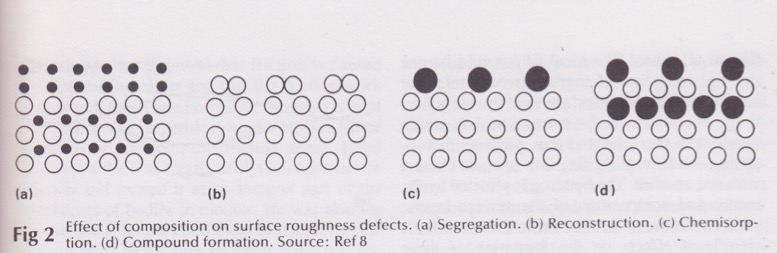 (a) (b) (c) (d)
Fig 2 Effect of composition on surface roughness defects. (a) Segregation. (b) Reconstruction. (c) Chemisorp-
tion. (d) Compound formation. Source: Ref 8